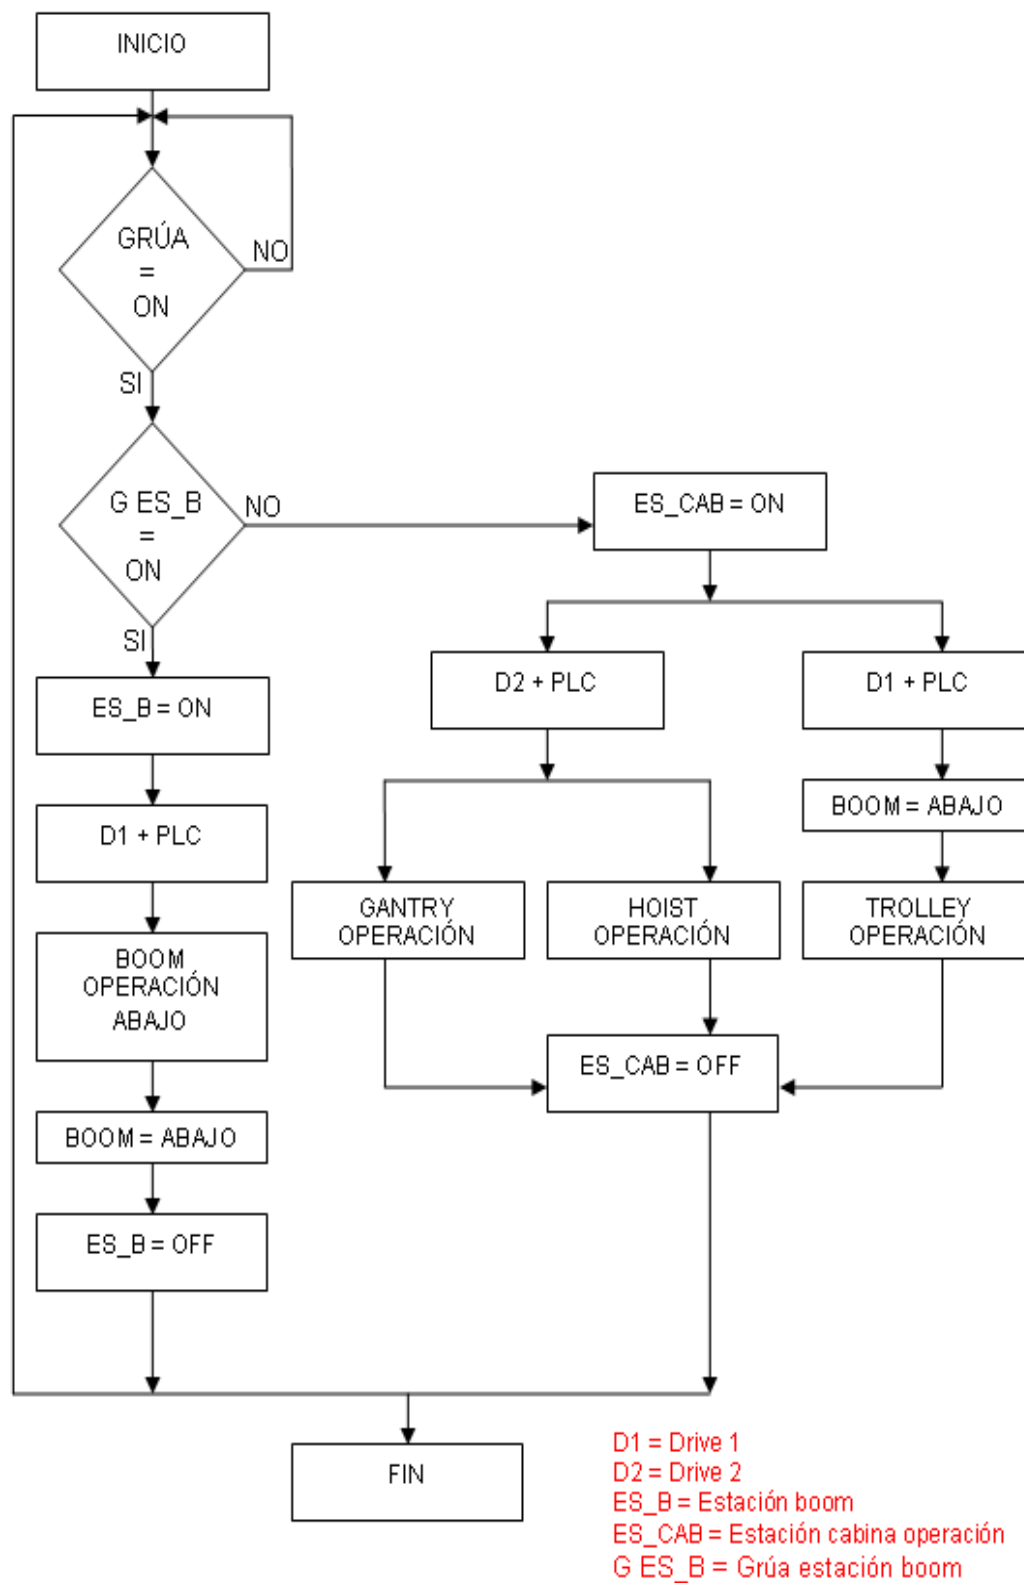 INICIO
GRÚA
=
ON
NO
SI
G ES_B
=
ON
NO
SI
ES_CAB = ON
ES_B = ON
D2 + PLC
D1 + PLC
D1 + PLC
BOOM = ABAJO
GANTRY
OPERACIÓN
HOIST
OPERACIÓN
TROLLEY
OPERACIÓN
BOOM
OPERACIÓN
ABAJO
ES_CAB = OFF
BOOM = ABAJO
ES_B = OFF
FIN
D1 = Drive 1
D2 = Drive 2
ES_B = Estación boom
ES_CAB = Estación cabina operación
G ES_B = Grúa estación boom